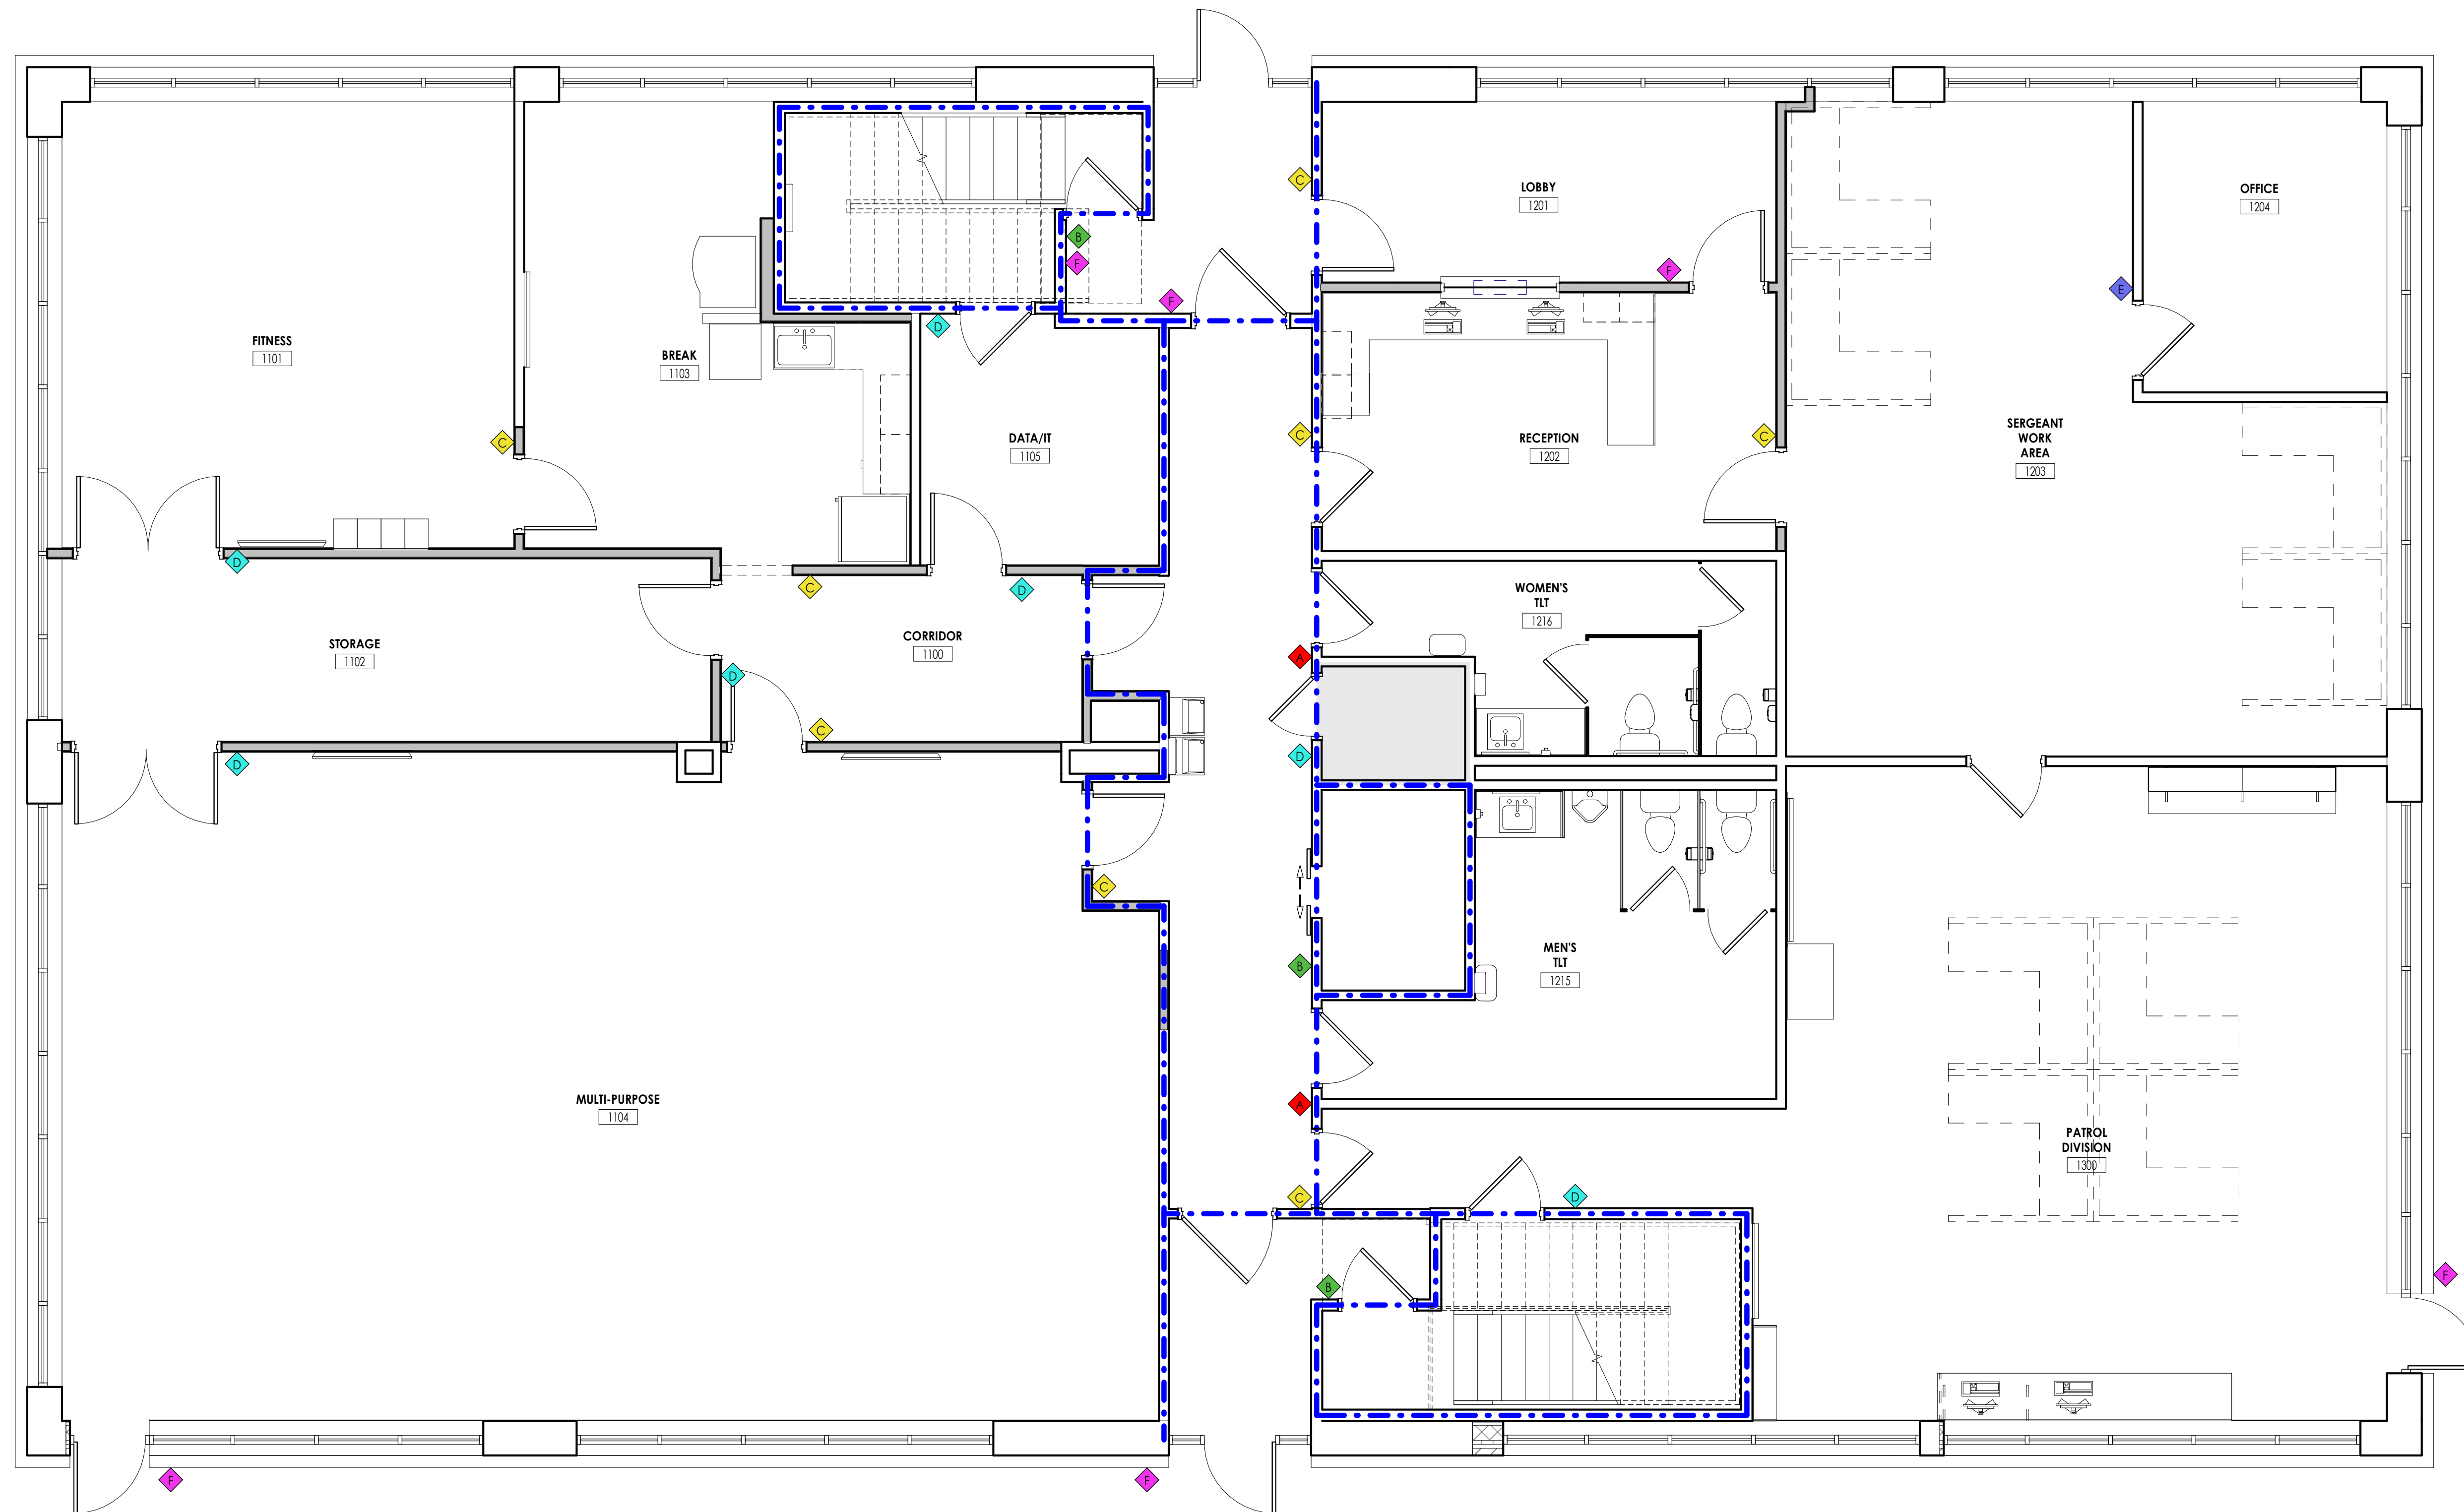 C
LOBBY
1201
OFFICE
1204
B
F
F
F
E
D
FITNESS
1101
BREAK
1103
DATA/IT
1105
C
C
RECEPTION
1202
C
SERGEANT
WORK
AREA
1203
D
C
D
WOMEN'S
TLT
1216
STORAGE
1102
CORRIDOR
1100
A
D
C
D
D
C
B
MEN'S
TLT
1215
MULTI-PURPOSE
1104
A
PATROL
DIVISION
1300
C
D
B
F
F
F